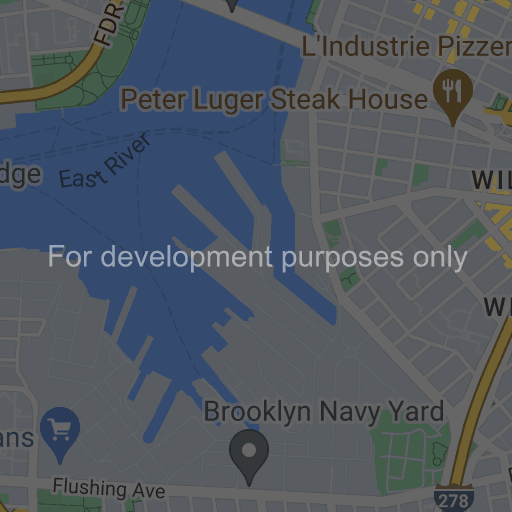 FDR
L'Industrie Pizzer
Peter Luger Steak House
East River
dge
WIL
For development purposes only
WI
Brooklyn Navy Yard
ans
Flushing Ave
278